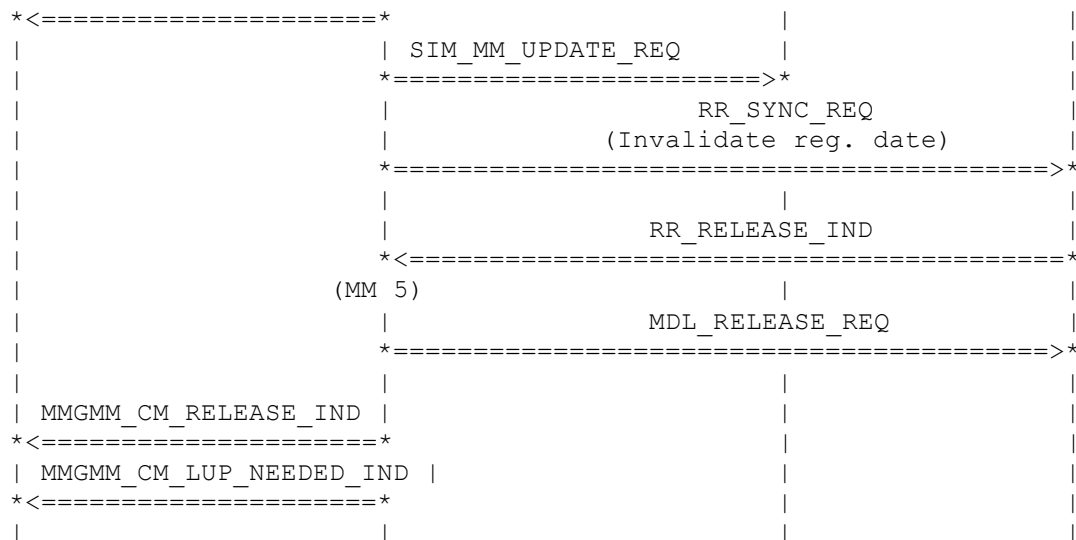 *<=====================* | |
| | SIM_MM_UPDATE_REQ | |
| *=======================>* |
| | RR_SYNC_REQ |
| | (Invalidate reg. date) |
| *=========================================>*
| | | |
| | RR_RELEASE_IND |
| *<=========================================*
| (MM 5) | |
| | MDL_RELEASE_REQ |
| *=========================================>*
| | | |
| MMGMM_CM_RELEASE_IND | | |
*<=====================* | |
| MMGMM_CM_LUP_NEEDED_IND | | |
*<=====================* | |
| | | |